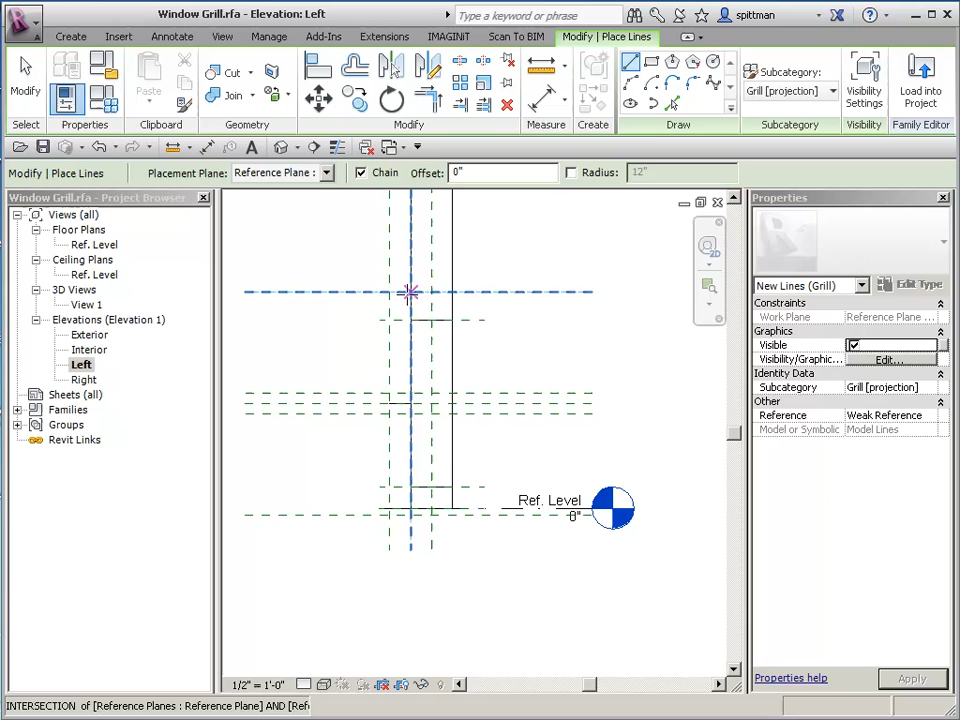 Window Grill.rfa - Elevation: Left
Type a keyword or phrase
spittman
Create Insert Annotate View Manage Add-Ins Extensions IMAGINiT Scan To BIM Modify | Place Lines
Modify
Paste
Cut
Join
Subcategory:
Grill [projection]
Visibility Settings
Load into Project
Select Properties Clipboard Geometry Modify Measure Create Draw Subcategory Visibility Family Editor
A
Modify | Place Lines Placement Plane: Reference Plane : Chain Offset: 0" Radius: 12"
Window Grill.rfa - Project Browser
Views (all)
Floor Plans
Ref. Level
Ceiling Plans
Ref. Level
3D Views
View 1
Elevations (Elevation 1)
Exterior
Interior
Left
Right
Sheets (all)
Families
Groups
Revit Links
2D
Ref. Level
0"
Properties
New Lines (Grill) Edit Type
Constraints
Work Plane Reference Plane ...
Graphics
Visible
Visibility/Graphic... Edit...
Identity Data
Subcategory Grill [projection]
Other
Reference Weak Reference
Model or Symbolic Model Lines
Properties help Apply
1/2" = 1'-0"
INTERSECTION of [Reference Planes : Reference Plane] AND [Ref